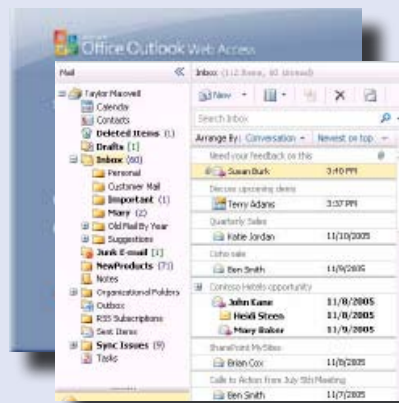 Office Outlook Web Access
Mail
Inbox (112 Items, 60 Unread)
Taylor Maxwell
Calendar
Contacts
Deleted Items (1)
Drafts [1]
Inbox (60)
Personal
Customer Mail
Important (1)
Mary (2)
Old Mail By Year
Suggestions
Junk E-mail [1]
NewProducts (71)
Notes
Organizational Folders
Outbox
RSS Subscriptions
Sent Items
Sync Issues (9)
Tasks
New
Search Inbox
Arrange By: Conversation Newest on top
Need your feedback on this
Susan Burk 3:40 PM
Discuss upcoming demo
Terry Adams 3:37 PM
Quarterly Sales
Katie Jordan 11/10/2005
Coho sale
Ben Smith 11/9/2005
Contoso Hotels opportunity
John Kane 11/8/2005
Heidi Steen 11/8/2005
Mary Baker 11/9/2005
SharePoint MySites
Brian Cox 11/8/2005
Calls to Action from July 5th Meeting
Ben Smith 11/7/2005